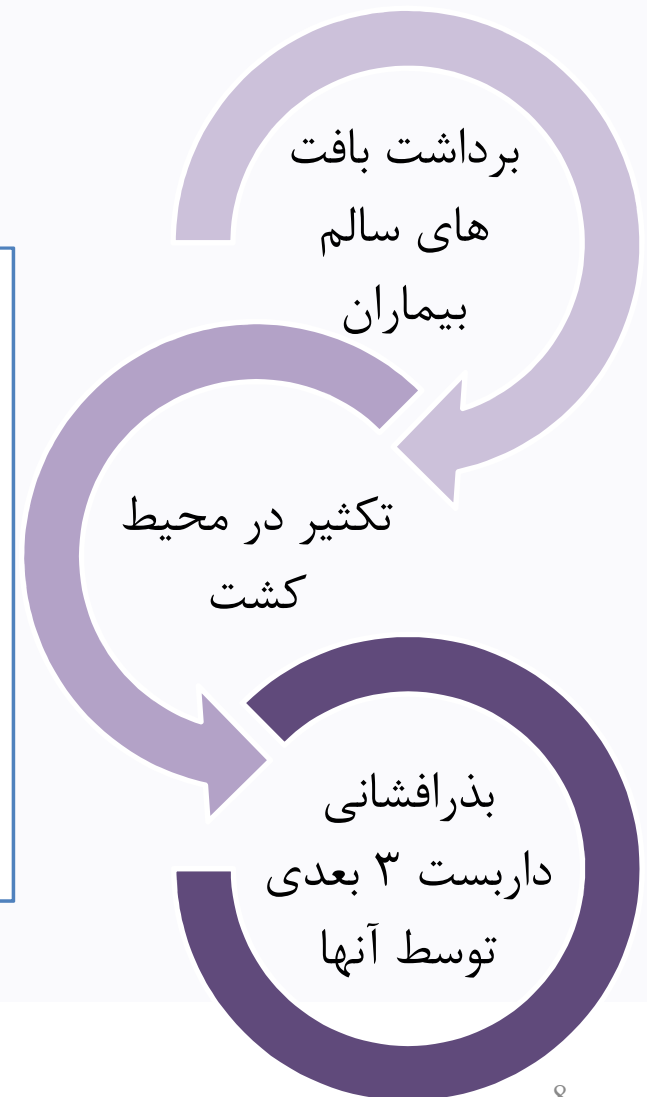 برداشت بافت
های سالم
بیماران
تکثیر در محیط
کشت
بذرافشانی
داربست ۳ بعدی
توسط آنها